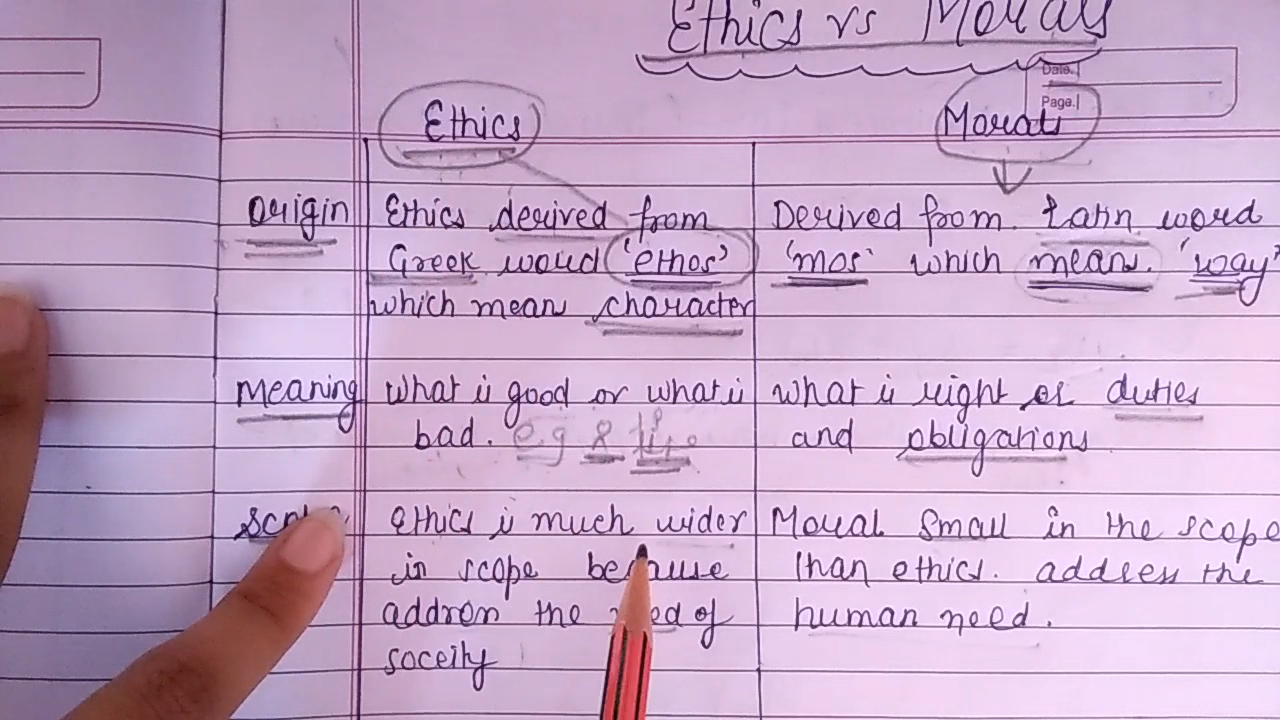 Ethics vs Morals
Date.
Page.
Ethics
Morals
origin
Ethics derived from
Greek word 'ethos'
which mean character
Derived from Latin word
'mos' which mean 'way'
Meaning
what is good or what is
bad. e.g
what is right or duties
and obligations
Ethics is much wider
in scope because
address the need of
soceity
Moral small in the scope
than ethics. address the
human need.